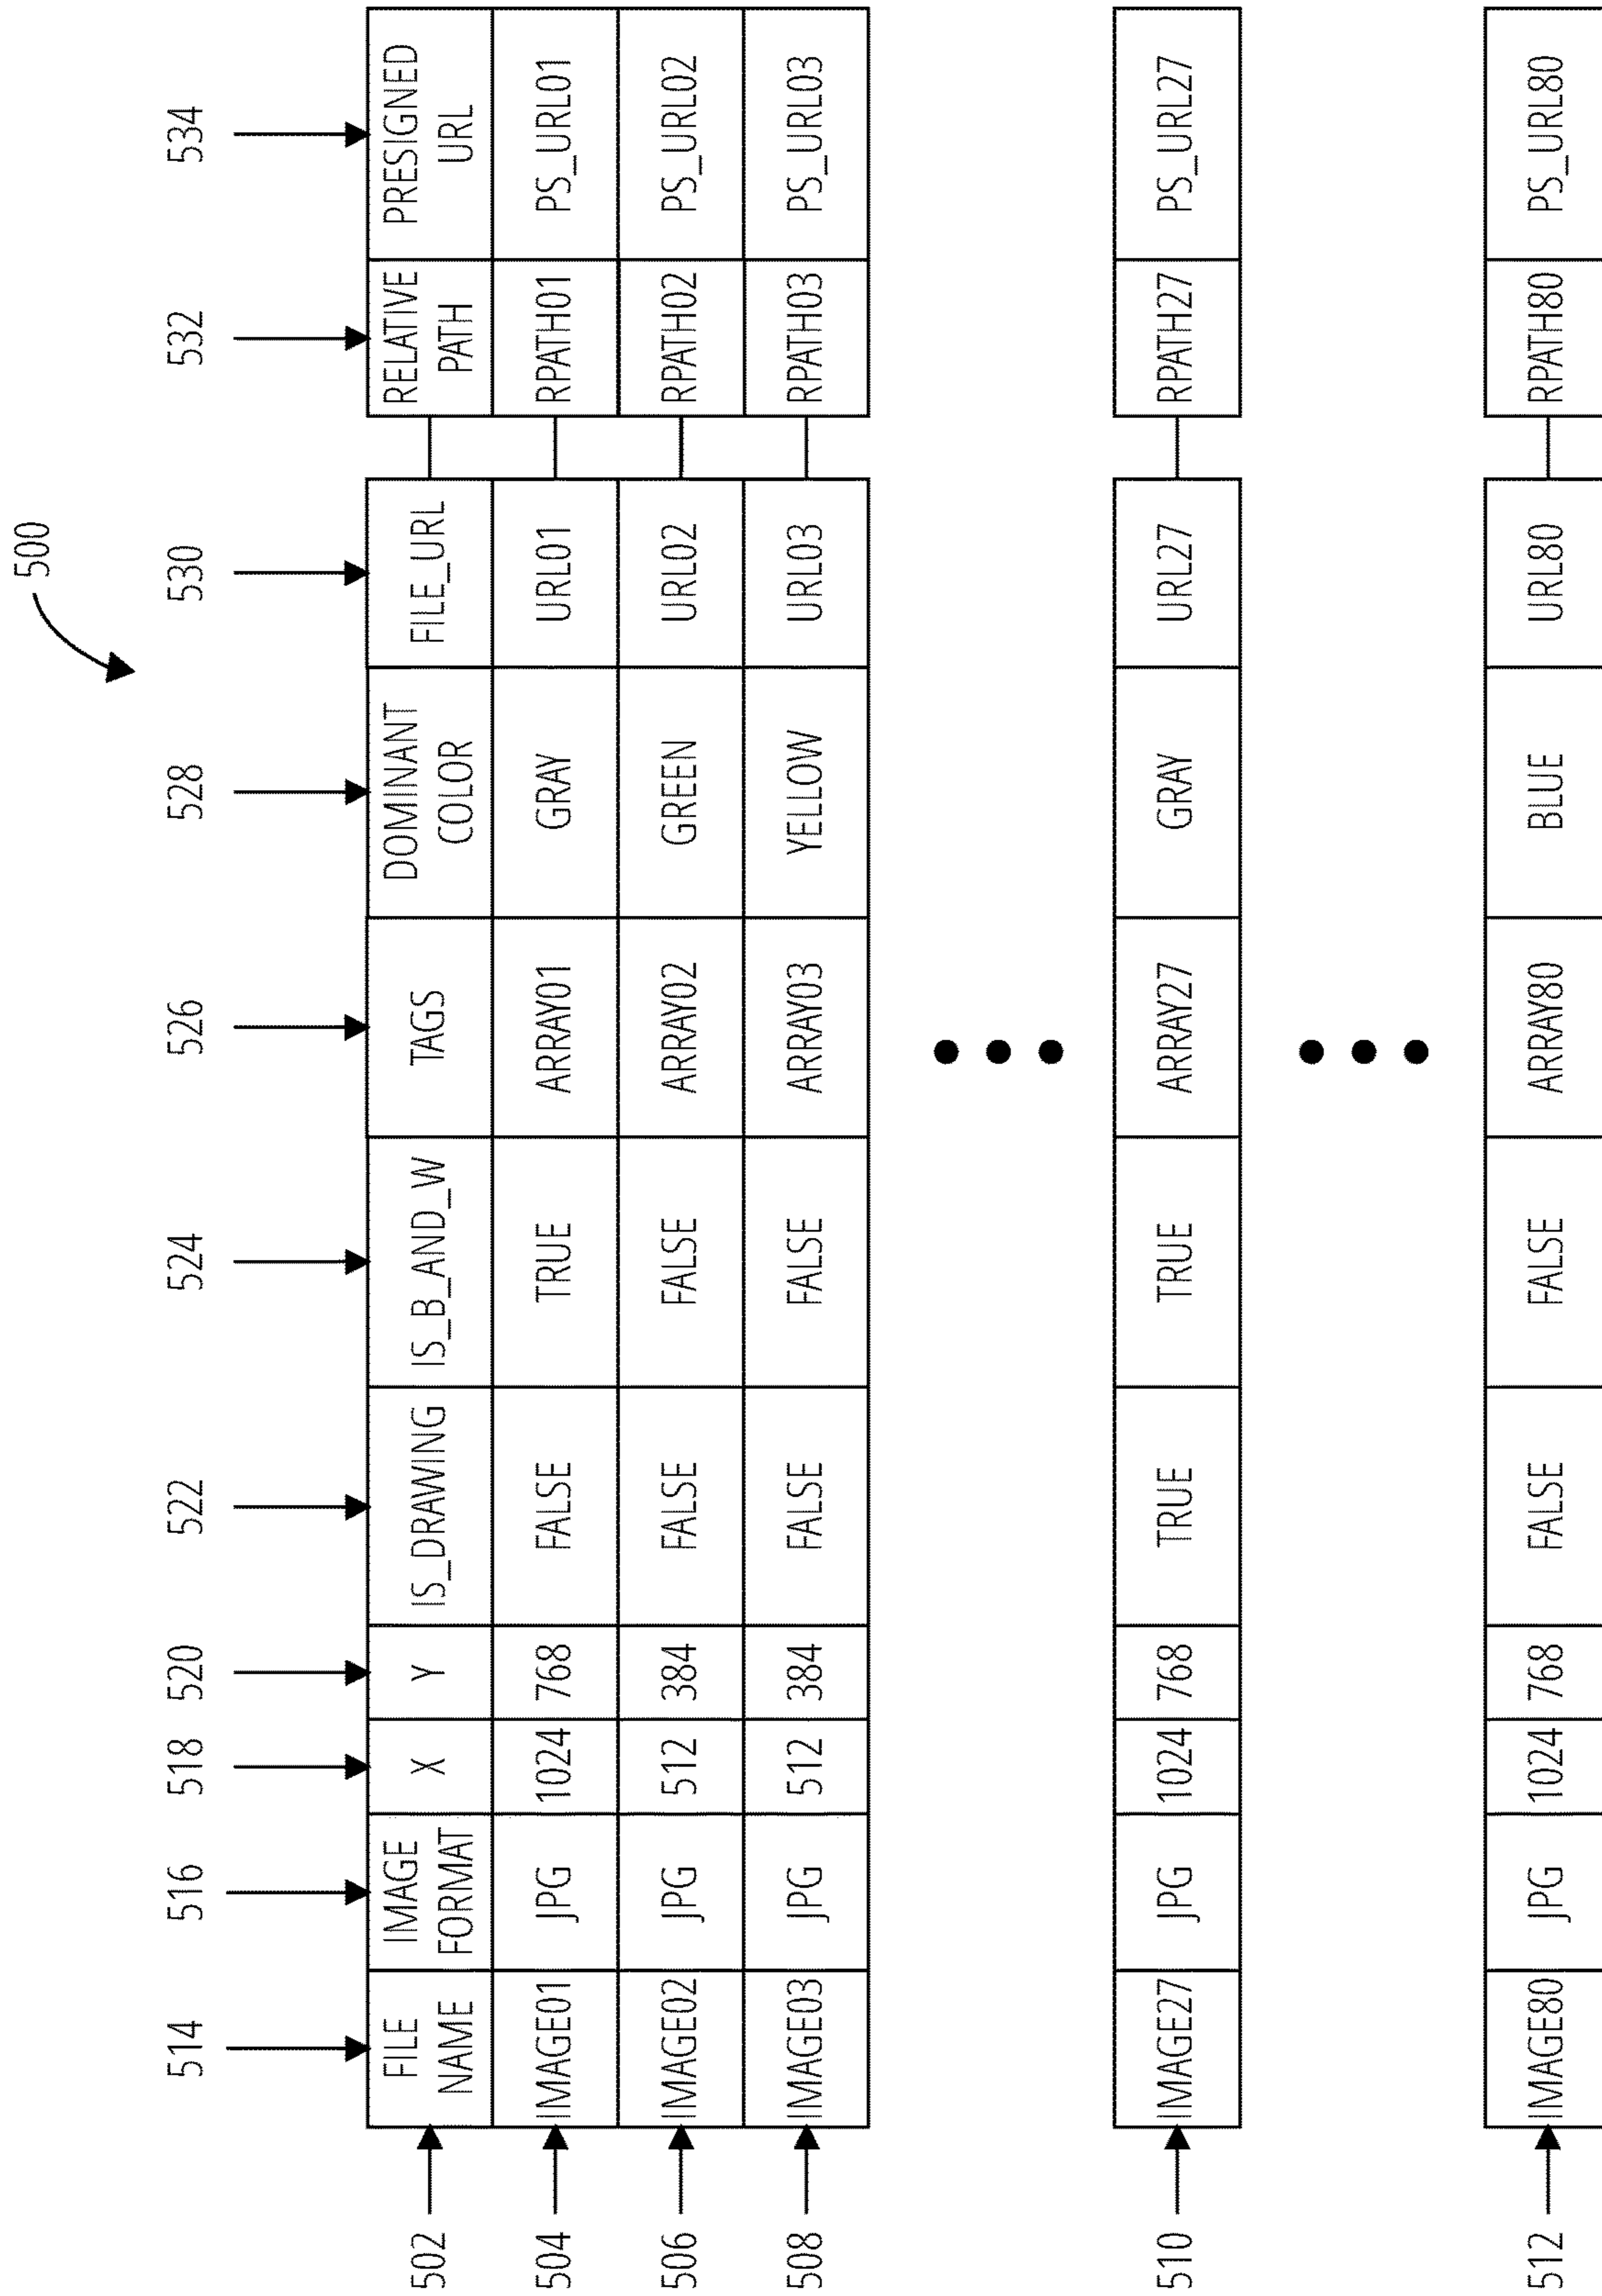 500
514 516 518 520 522 524 526 528 530 532 534
502 FILE NAME IMAGE FORMAT X Y IS_DRAWING IS_B_AND_W TAGS DOMINANT COLOR FILE_URL RELATIVE PATH PRESIGNED URL
504 IMAGE01 JPG 1024 768 FALSE TRUE ARRAY01 GRAY URL01 RPATH01 PS_URL01
506 IMAGE02 JPG 512 384 FALSE FALSE ARRAY02 GREEN URL02 RPATH02 PS_URL02
508 IMAGE03 JPG 512 384 FALSE FALSE ARRAY03 YELLOW URL03 RPATH03 PS_URL03
510 IMAGE27 JPG 1024 768 TRUE TRUE ARRAY27 GRAY URL27 RPATH27 PS_URL27
512 IMAGE80 JPG 1024 768 FALSE FALSE ARRAY80 BLUE URL80 RPATH80 PS_URL80